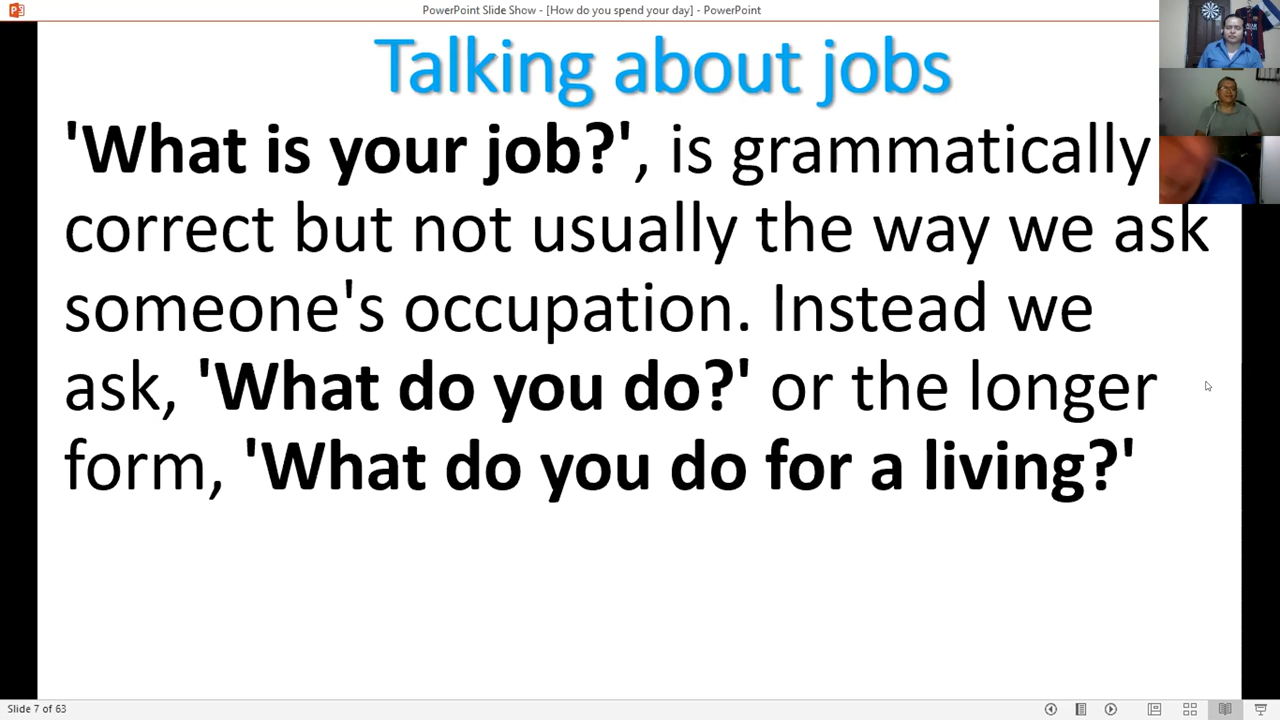 PowerPoint Slide Show - [How do you spend your day] - PowerPoint
Talking about jobs
'What is your job?', is grammatically
correct but not usually the way we ask
someone's occupation. Instead we
ask, 'What do you do?' or the longer
form, 'What do you do for a living?'
Slide 7 of 63